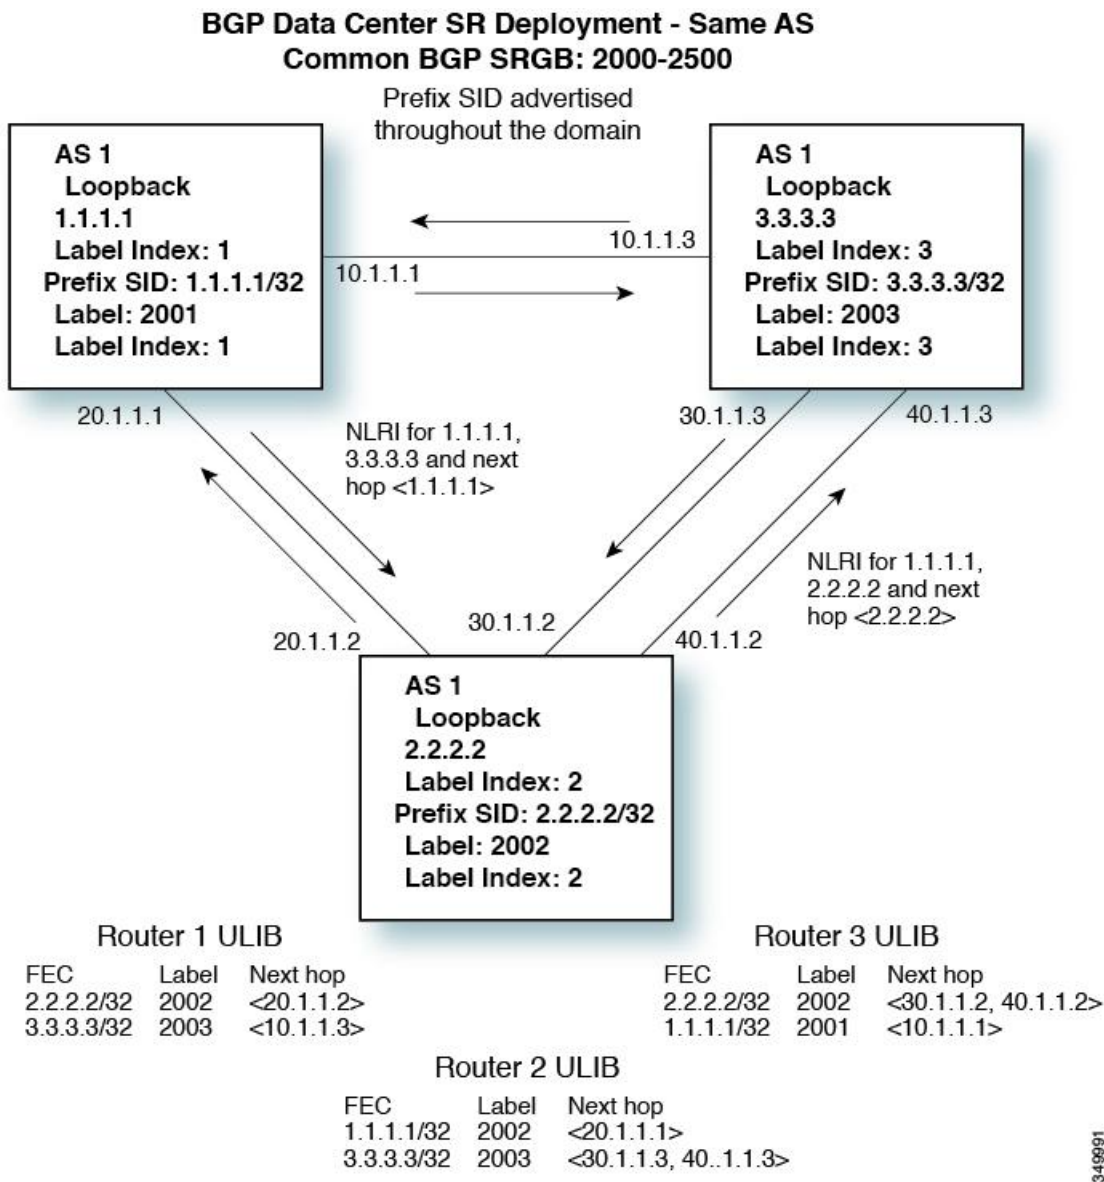 BGP Data Center SR Deployment - Same AS
Common BGP SRGB: 2000-2500
Prefix SID advertised
throughout the domain
AS 1
Loopback
1.1.1.1
Label Index: 1
Prefix SID: 1.1.1.1/32
Label: 2001
Label Index: 1
AS 1
Loopback
3.3.3.3
Label Index: 3
Prefix SID: 3.3.3.3/32
Label: 2003
Label Index: 3
10.1.1.3
10.1.1.1
20.1.1.1
NLRI for 1.1.1.1,
3.3.3.3 and next
hop <1.1.1.1>
30.1.1.3
40.1.1.3
NLRI for 1.1.1.1,
2.2.2.2 and next
hop <2.2.2.2>
20.1.1.2
30.1.1.2
40.1.1.2
AS 1
Loopback
2.2.2.2
Label Index: 2
Prefix SID: 2.2.2.2/32
Label: 2002
Label Index: 2
Router 1 ULIB
FEC Label Next hop
2.2.2.2/32 2002 <20.1.1.2>
3.3.3.3/32 2003 <10.1.1.3>
Router 3 ULIB
FEC Label Next hop
2.2.2.2/32 2002 <30.1.1.2, 40.1.1.2>
1.1.1.1/32 2001 <10.1.1.1>
Router 2 ULIB
FEC Label Next hop
1.1.1.1/32 2002 <20.1.1.1>
3.3.3.3/32 2003 <30.1.1.3, 40..1.1.3>
349991